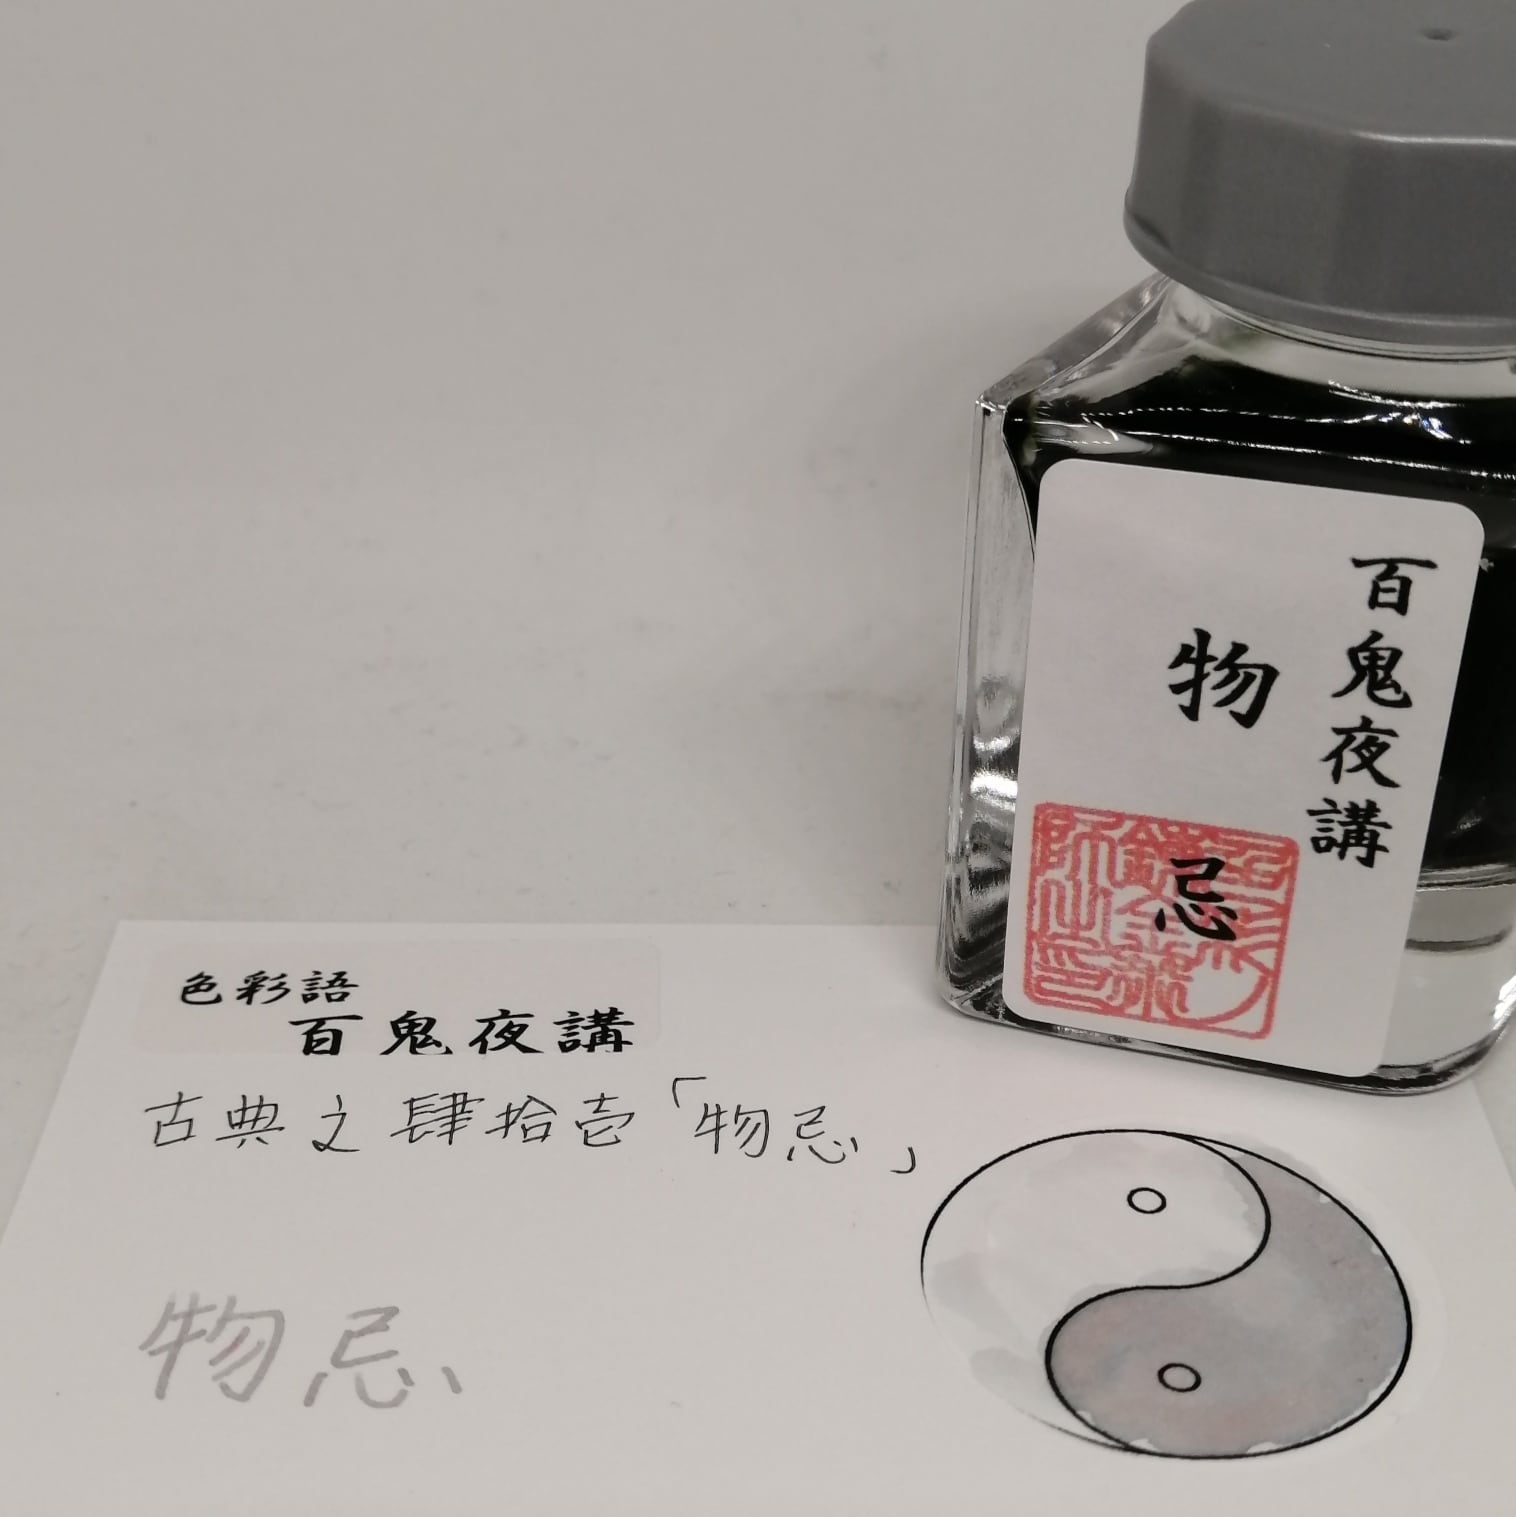 百鬼夜講
物忌
色彩語
百鬼夜講
古典之肆拾壱「物忌」
物忌